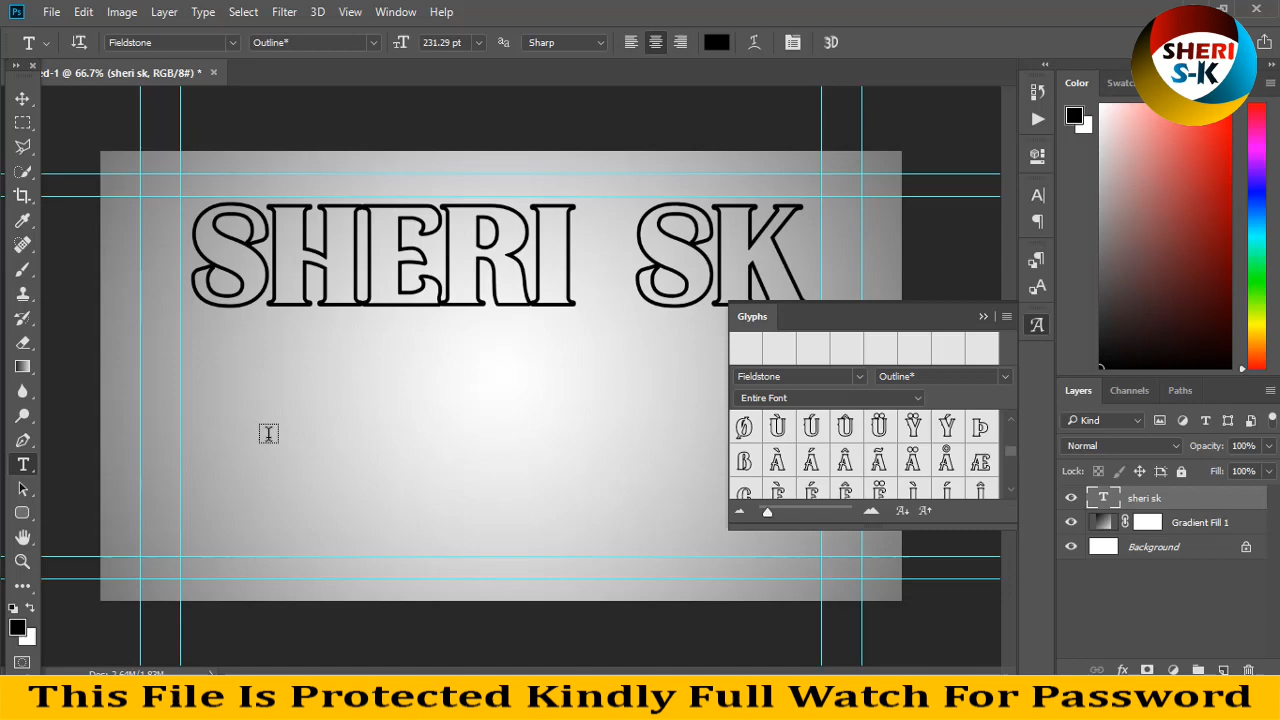 Ps File Edit Image Layer Type Select Filter 3D View Window Help
T Fieldstone Outline* 231.29 pt aa Sharp 3D
ed-1 @ 66.7% (sheri sk, RGB/8#) * ×
SHERI
S-K
Color
SHERI SK
Glyphs
Fieldstone Outline*
Entire Font
Ø Ù Ú Û Ü Ÿ Ý Þ
À Á Â Ã Ä Å Æ
È É Ê Ë Ì Í Î
Layers Channels Paths
Kind
Normal Opacity: 100%
Lock: Fill: 100%
T sheri sk
Gradient Fill 1
Background
This File Is Protected Kindly Full Watch For Password